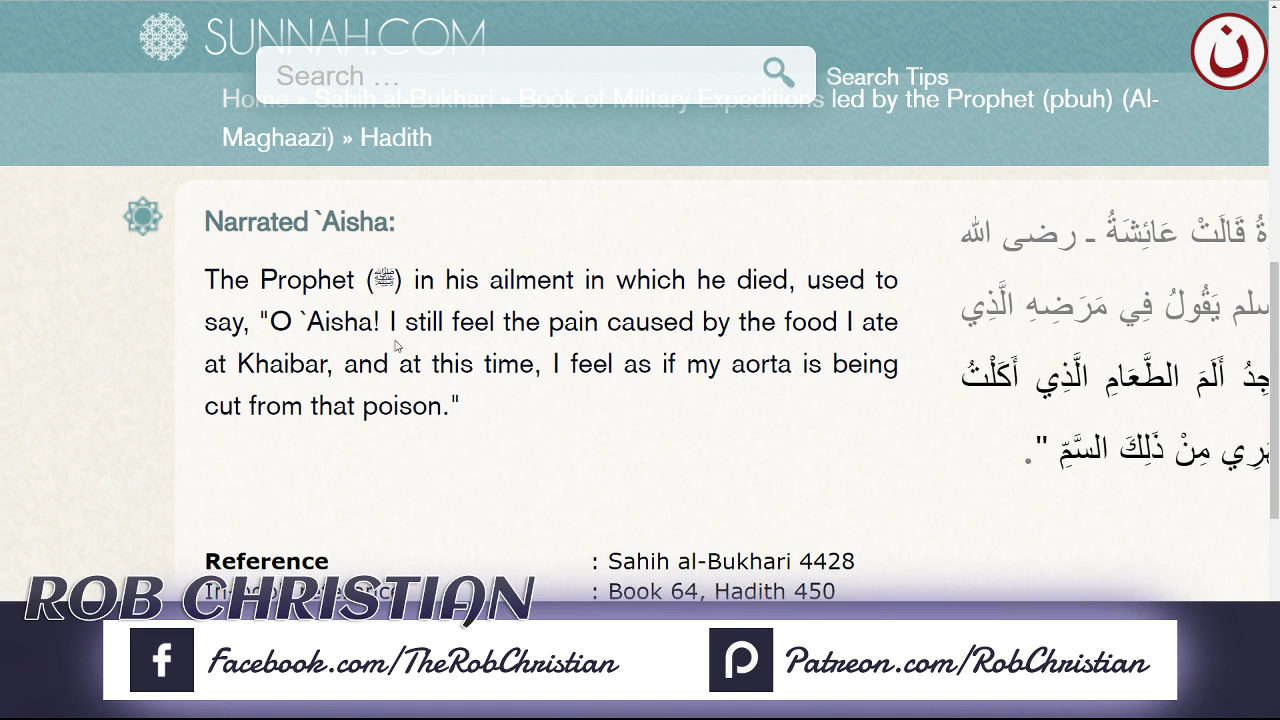 SUNNAH.COM
Search ...
Search Tips
Home » Sahih al-Bukhari » Book of Military Expeditions led by the Prophet (pbuh) (Al-
Maghaazi) » Hadith
ن
Narrated `Aisha:
The Prophet (ﷺ) in his ailment in which he died, used to
say, "O `Aisha! I still feel the pain caused by the food I ate
at Khaibar, and at this time, I feel as if my aorta is being
cut from that poison."
قَالَتْ عَائِشَةُ ـ رضى الله
يَقُولُ فِي مَرَضِهِ الَّذِي
أَلَمَ الطَّعَامِ الَّذِي أَكَلْتُ
مِنْ ذَلِكَ السَّمِّ ‏"‏‏.‏
Reference : Sahih al-Bukhari 4428
In-book reference : Book 64, Hadith 450
ROB CHRISTIAN
Facebook.com/TheRobChristian
Patreon.com/RobChristian